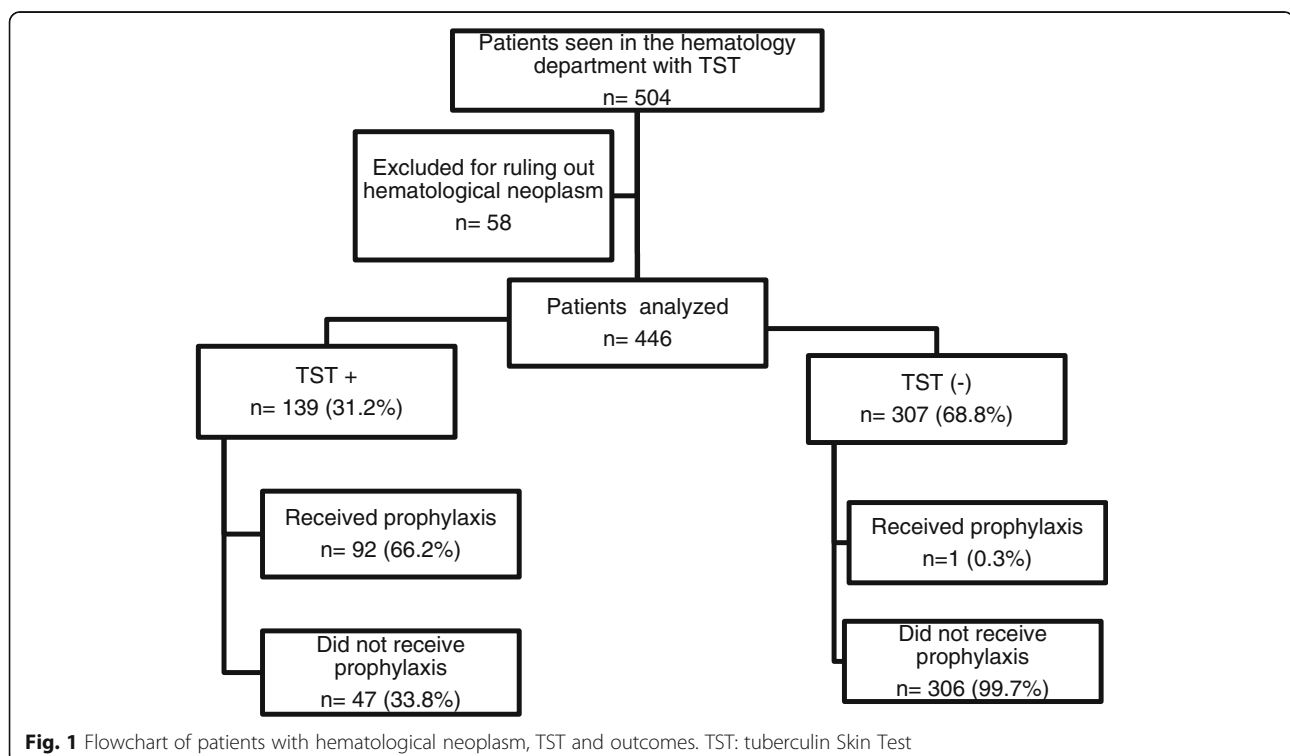 Patients seen in the hematology
department with TST
n= 504
Excluded for ruling out
hematological neoplasm
n= 58
Patients analyzed
n= 446
TST +
n= 139 (31.2%)
TST (-)
n= 307 (68.8%)
Received prophylaxis
n= 92 (66.2%)
Received prophylaxis
n=1 (0.3%)
Did not receive
prophylaxis
n= 47 (33.8%)
Did not receive
prophylaxis
n= 306 (99.7%)
Fig. 1 Flowchart of patients with hematological neoplasm, TST and outcomes. TST: tuberculin Skin Test